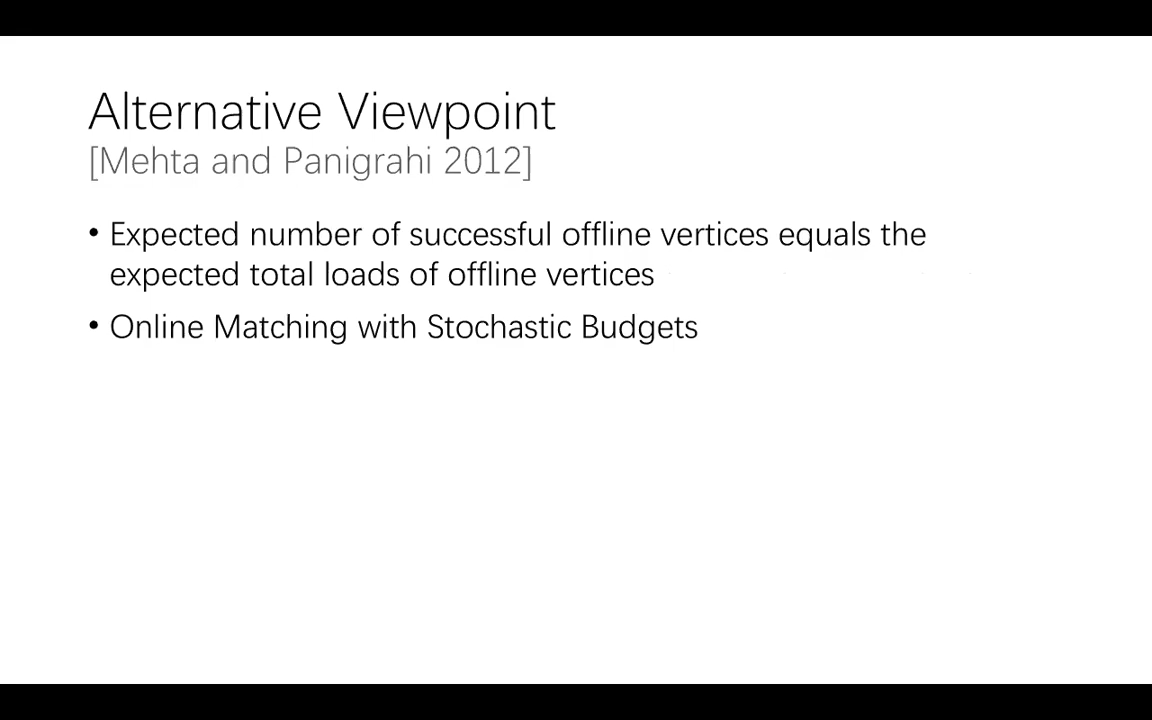 Alternative Viewpoint
[Mehta and Panigrahi 2012]
• Expected number of successful offline vertices equals the
expected total loads of offline vertices
• Online Matching with Stochastic Budgets